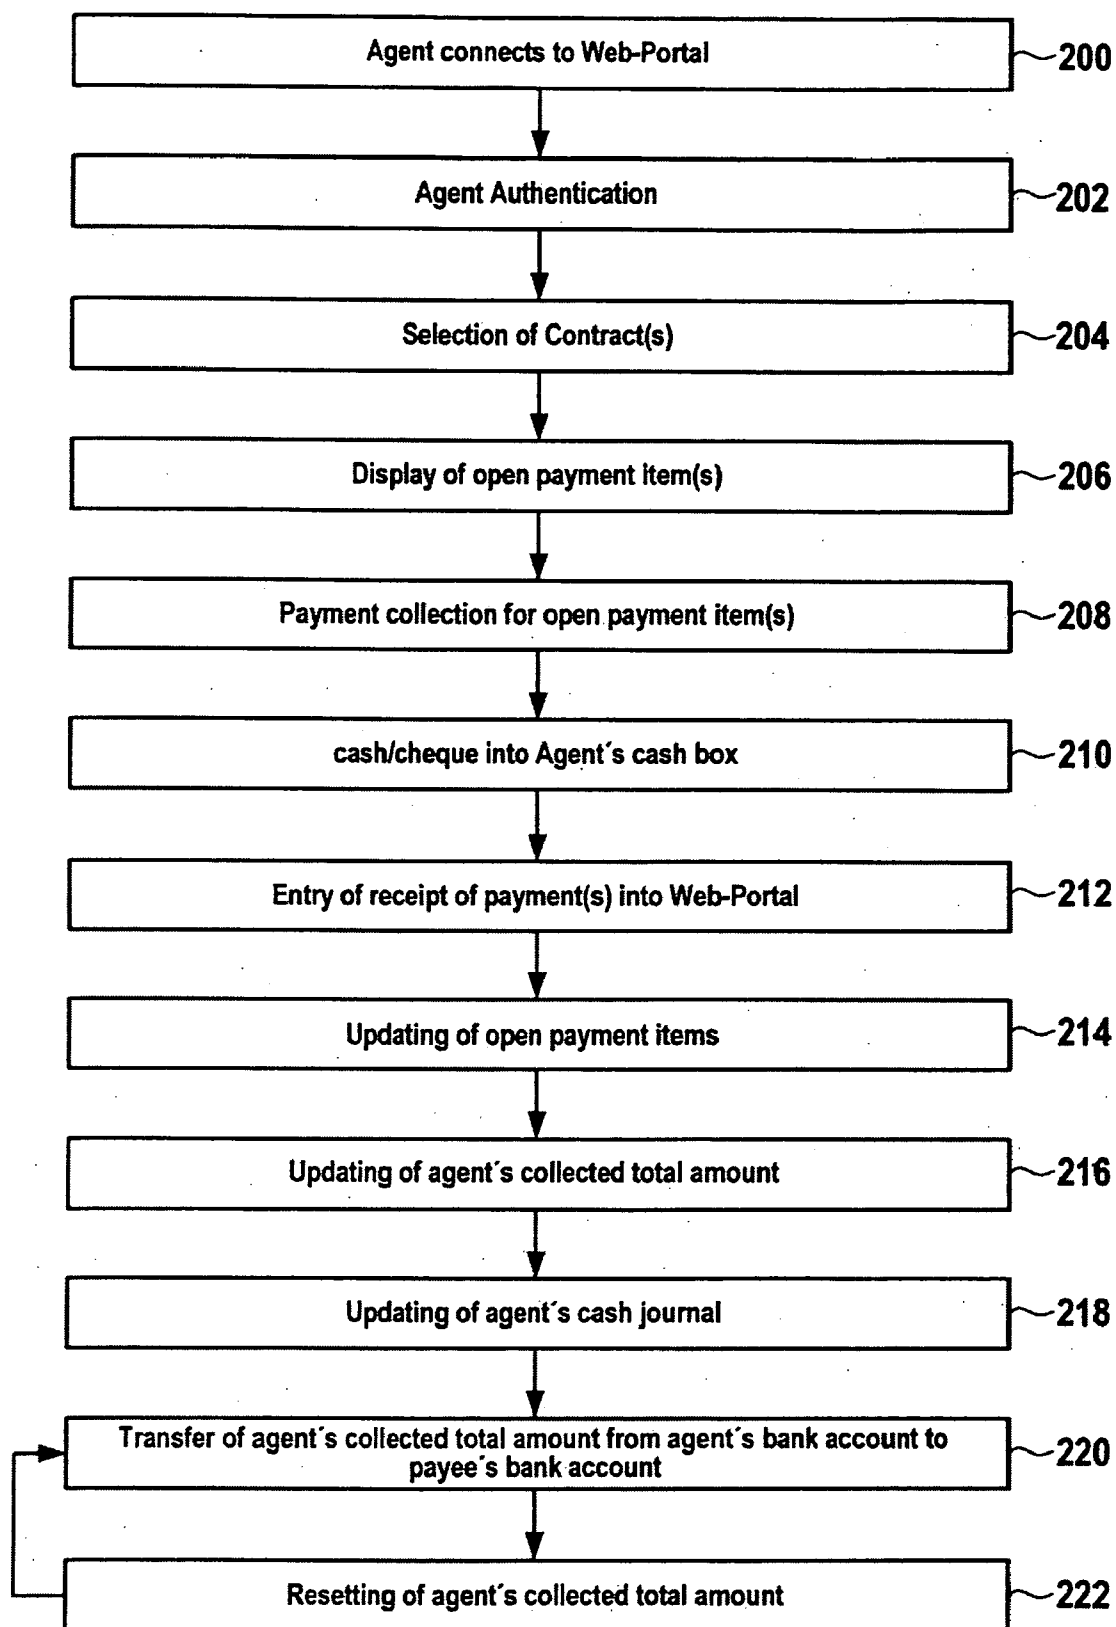 Agent connects to Web-Portal
200
Agent Authentication
202
Selection of Contract(s)
204
Display of open payment item(s)
206
Payment collection for open payment item(s)
208
cash/cheque into Agent´s cash box
210
Entry of receipt of payment(s) into Web-Portal
212
Updating of open payment items
214
Updating of agent´s collected total amount
216
Updating of agent´s cash journal
218
Transfer of agent´s collected total amount from agent´s bank account to
payee´s bank account
220
Resetting of agent´s collected total amount
222